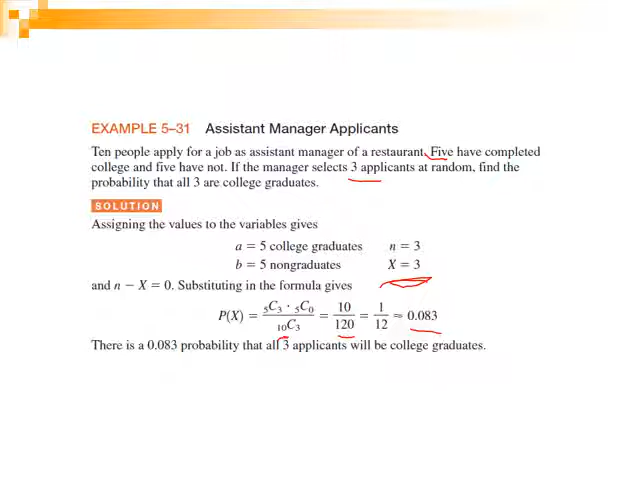 EXAMPLE 5–31 Assistant Manager Applicants
Ten people apply for a job as assistant manager of a restaurant. Five have completed
college and five have not. If the manager selects 3 applicants at random, find the
probability that all 3 are college graduates.
SOLUTION
Assigning the values to the variables gives
a = 5 college graduates n = 3
b = 5 nongraduates X = 3
and n − X = 0. Substituting in the formula gives
P(X) = ₅C₃ · ₅C₀ / ₁₀C₃ = 10/120 = 1/12 ≈ 0.083
There is a 0.083 probability that all 3 applicants will be college graduates.